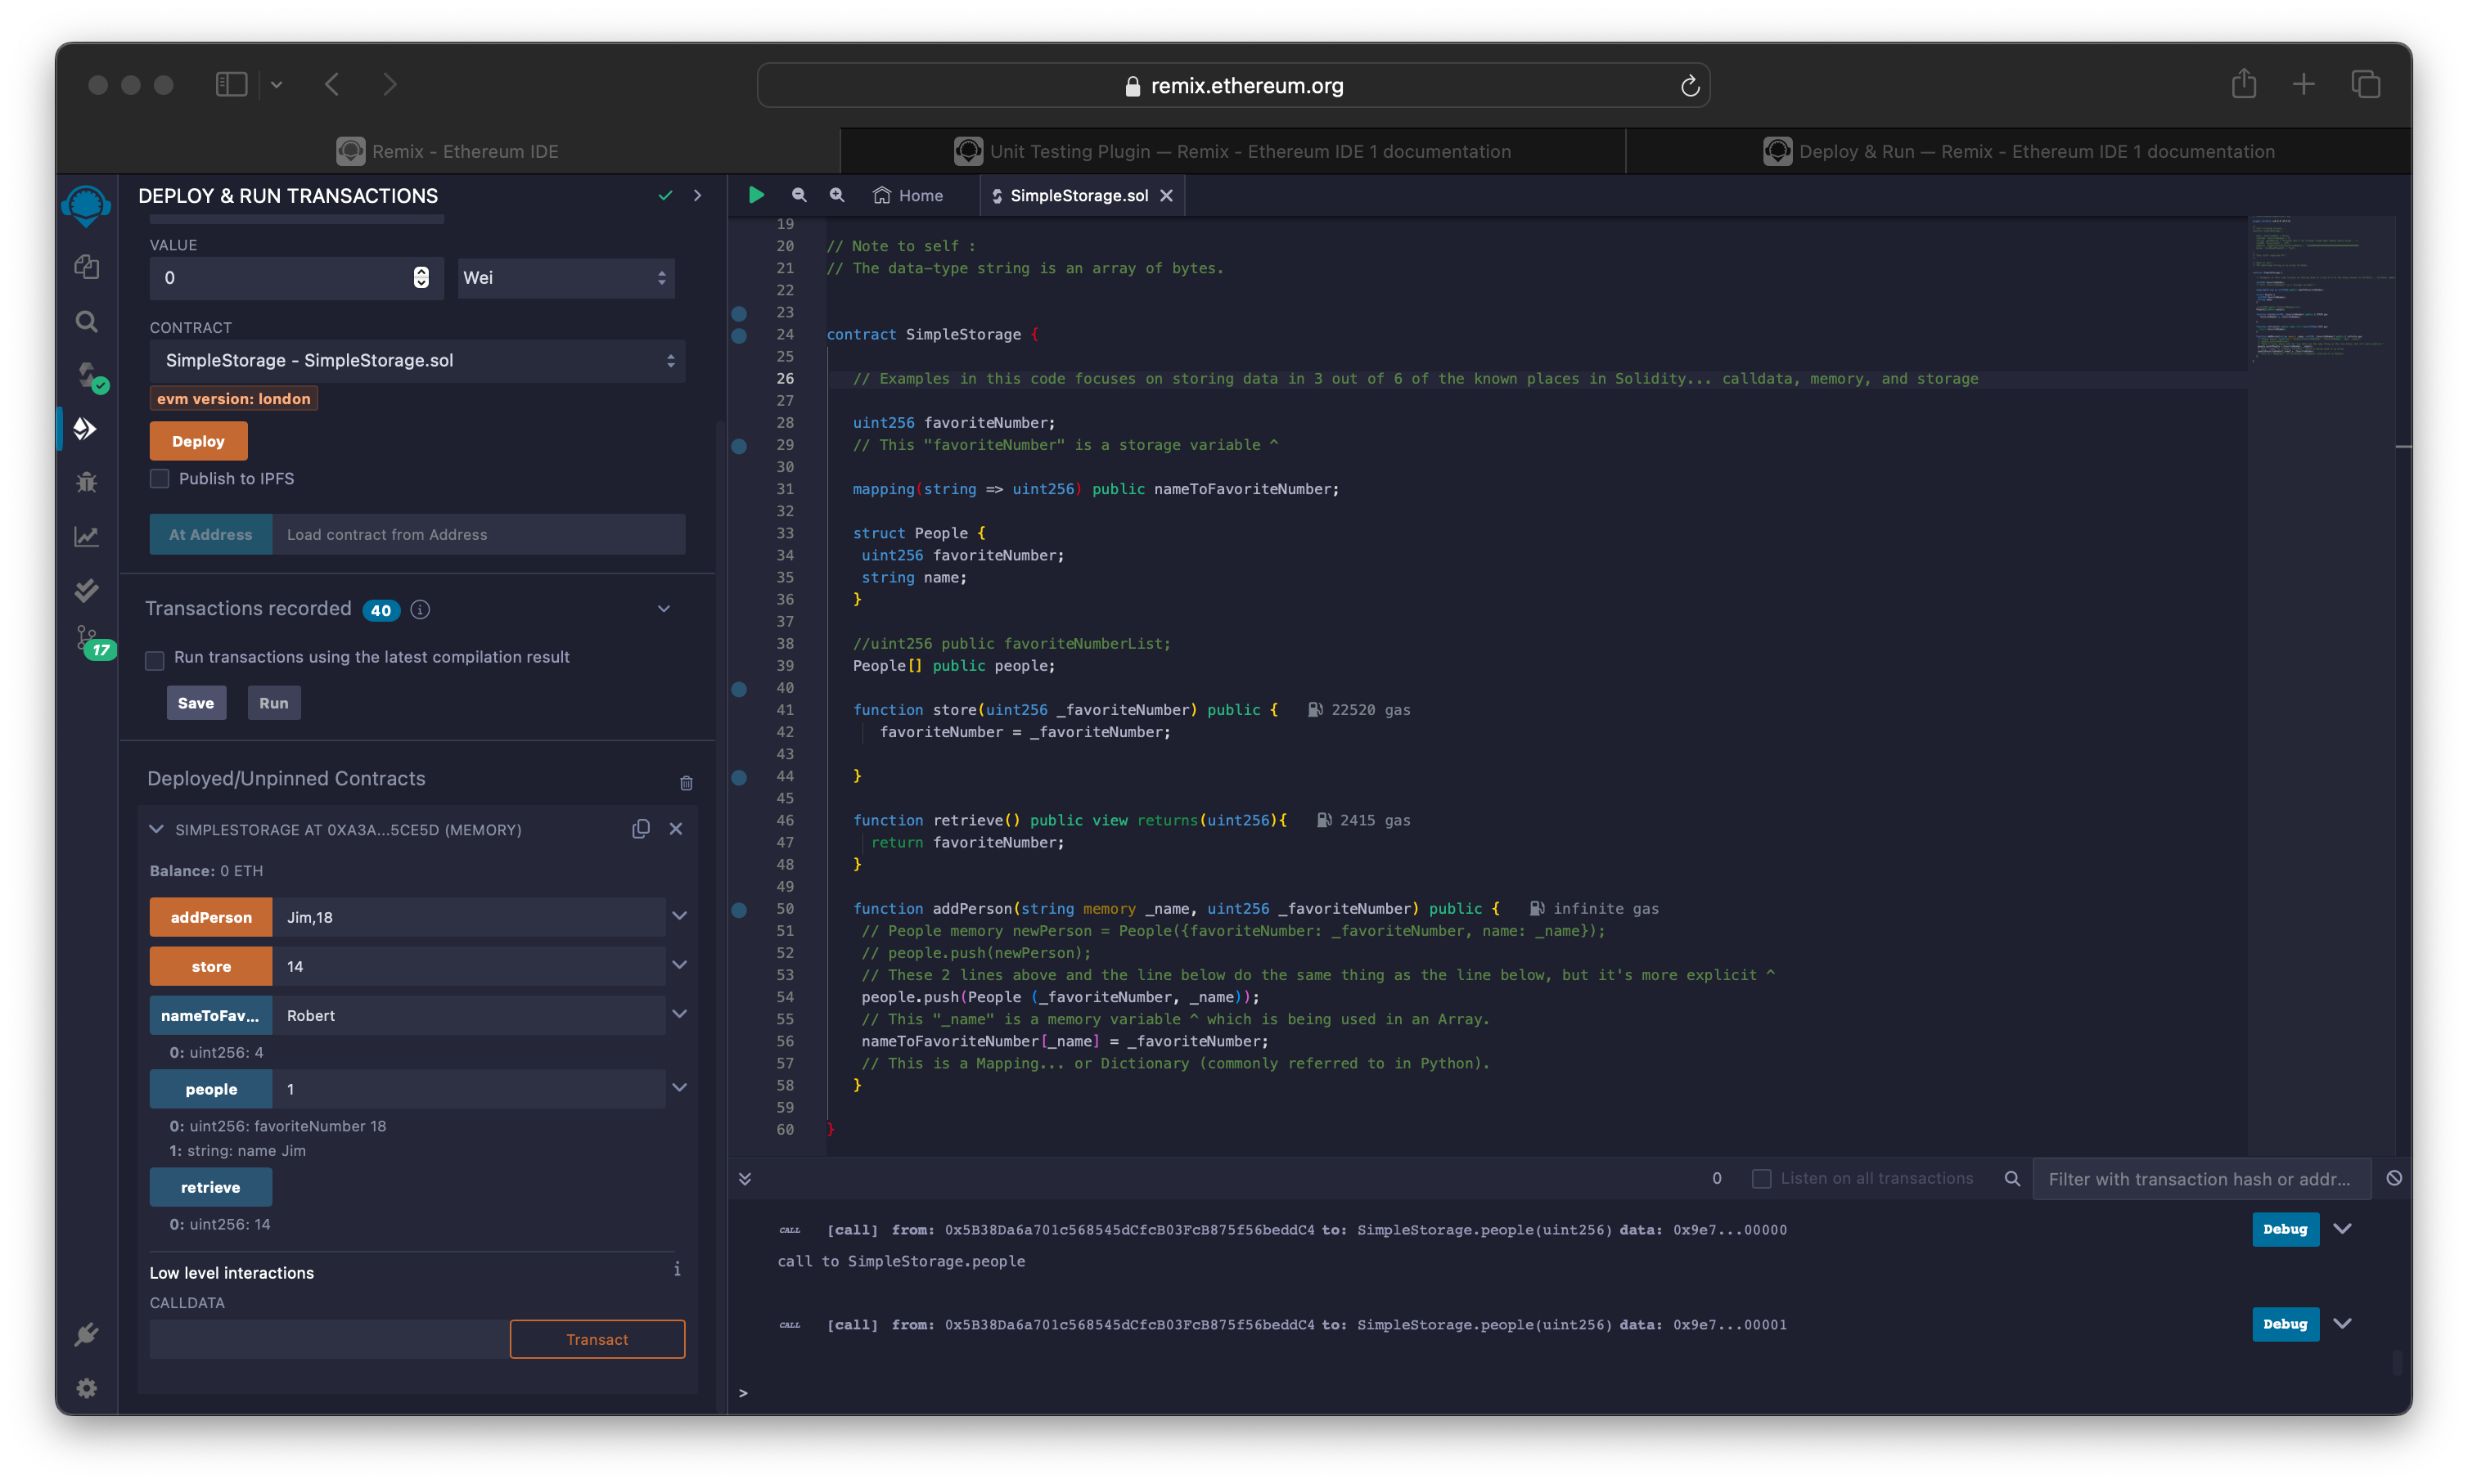 remix.ethereum.org
Remix - Ethereum IDE
Unit Testing Plugin — Remix - Ethereum IDE 1 documentation
Deploy & Run — Remix - Ethereum IDE 1 documentation
DEPLOY & RUN TRANSACTIONS
VALUE
0
Wei
CONTRACT
SimpleStorage - SimpleStorage.sol
evm version: london
Deploy
Publish to IPFS
At Address
Load contract from Address
Transactions recorded 40 i
Run transactions using the latest compilation result
Save
Run
17
Deployed/Unpinned Contracts
SIMPLESTORAGE AT 0XA3A...5CE5D (MEMORY)
Balance: 0 ETH
addPerson
Jim,18
store
14
nameToFav...
Robert
0: uint256: 4
people
1
0: uint256: favoriteNumber 18
1: string: name Jim
retrieve
0: uint256: 14
Low level interactions
i
CALLDATA
Transact
Home
SimpleStorage.sol
19
20 // Note to self :
21 // The data-type string is an array of bytes.
22
23
24 contract SimpleStorage {
25
26 // Examples in this code focuses on storing data in 3 out of 6 of the known places in Solidity... calldata, memory, and storage
27
28 uint256 favoriteNumber;
29 // This "favoriteNumber" is a storage variable ^
30
31 mapping(string => uint256) public nameToFavoriteNumber;
32
33 struct People {
34 uint256 favoriteNumber;
35 string name;
36 }
37
38 //uint256 public favoriteNumberList;
39 People[] public people;
40
41 function store(uint256 _favoriteNumber) public { 22520 gas
42 favoriteNumber = _favoriteNumber;
43
44 }
45
46 function retrieve() public view returns(uint256){ 2415 gas
47 return favoriteNumber;
48 }
49
50 function addPerson(string memory _name, uint256 _favoriteNumber) public { infinite gas
51 // People memory newPerson = People({favoriteNumber: _favoriteNumber, name: _name});
52 // people.push(newPerson);
53 // These 2 lines above and the line below do the same thing as the line below, but it's more explicit ^
54 people.push(People (_favoriteNumber, _name));
55 // This "_name" is a memory variable ^ which is being used in an Array.
56 nameToFavoriteNumber[_name] = _favoriteNumber;
57 // This is a Mapping... or Dictionary (commonly referred to in Python).
58 }
59
60 }
0
Listen on all transactions
Filter with transaction hash or addr...
CALL [call] from: 0x5B38Da6a701c568545dCfcB03FcB875f56beddC4 to: SimpleStorage.people(uint256) data: 0x9e7...00000
Debug
call to SimpleStorage.people
CALL [call] from: 0x5B38Da6a701c568545dCfcB03FcB875f56beddC4 to: SimpleStorage.people(uint256) data: 0x9e7...00001
Debug
>